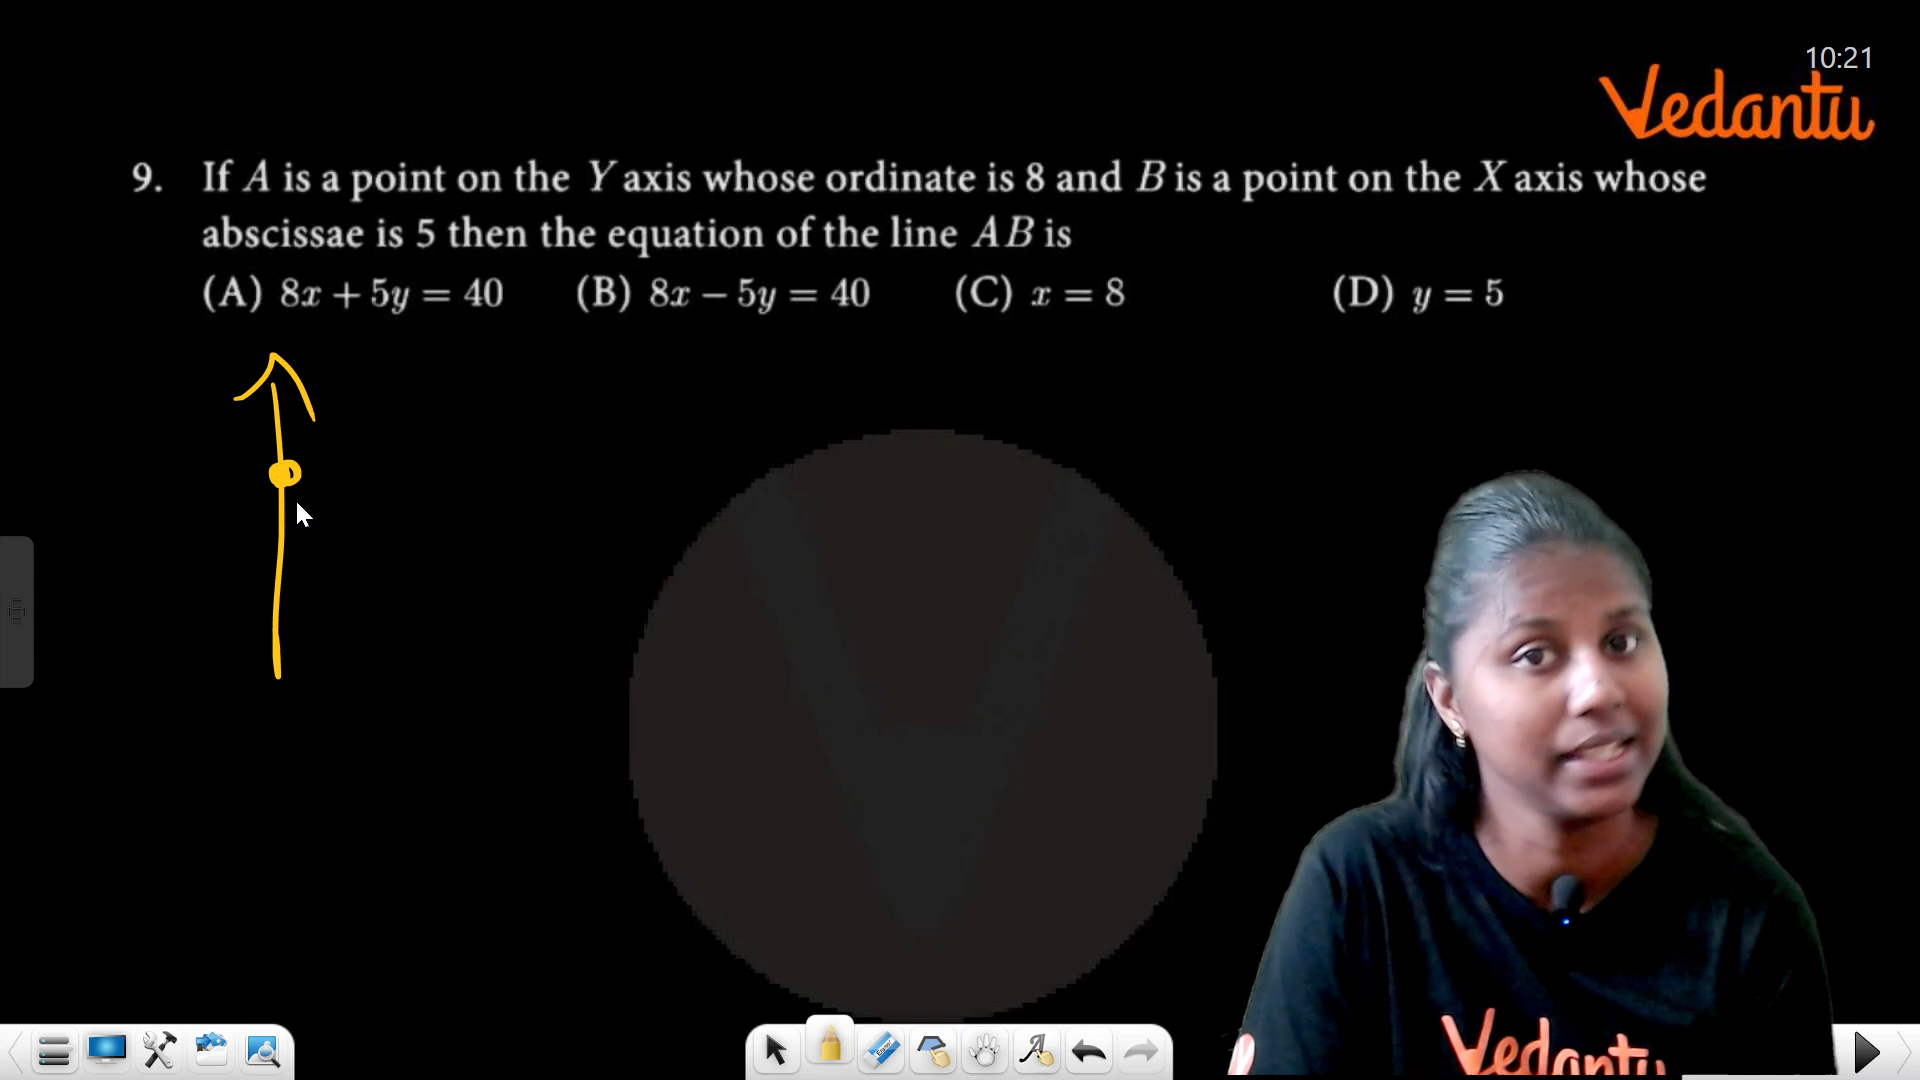 10:21
Vedantu
9. If A is a point on the Y axis whose ordinate is 8 and B is a point on the X axis whose
abscissae is 5 then the equation of the line AB is
(A) 8x + 5y = 40 (B) 8x − 5y = 40 (C) x = 8 (D) y = 5
Vedantu